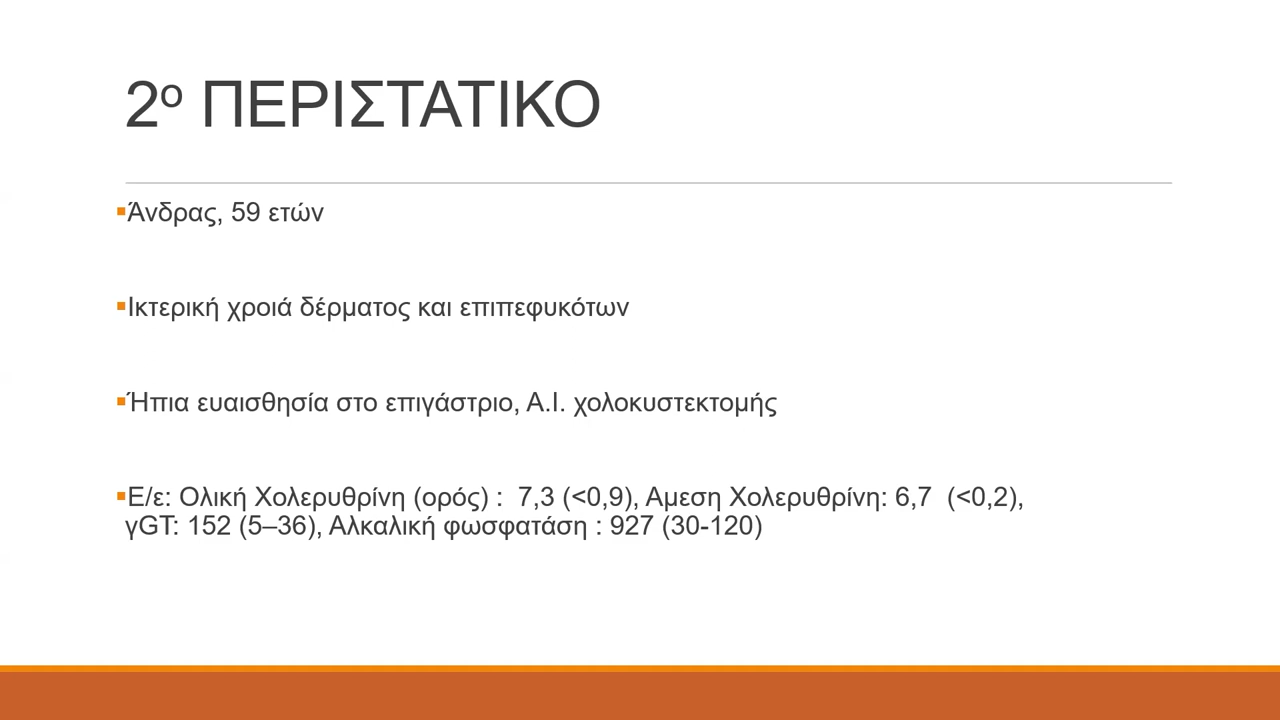 2ο ΠΕΡΙΣΤΑΤΙΚΟ
▪Άνδρας, 59 ετών
▪Ικτερική χροιά δέρματος και επιπεφυκότων
▪Ήπια ευαισθησία στο επιγάστριο, Α.Ι. χολοκυστεκτομής
▪Ε/ε: Ολική Χολερυθρίνη (ορός) :  7,3 (<0,9), Αμεση Χολερυθρίνη: 6,7  (<0,2),
γGT: 152 (5–36), Αλκαλική φωσφατάση : 927 (30-120)